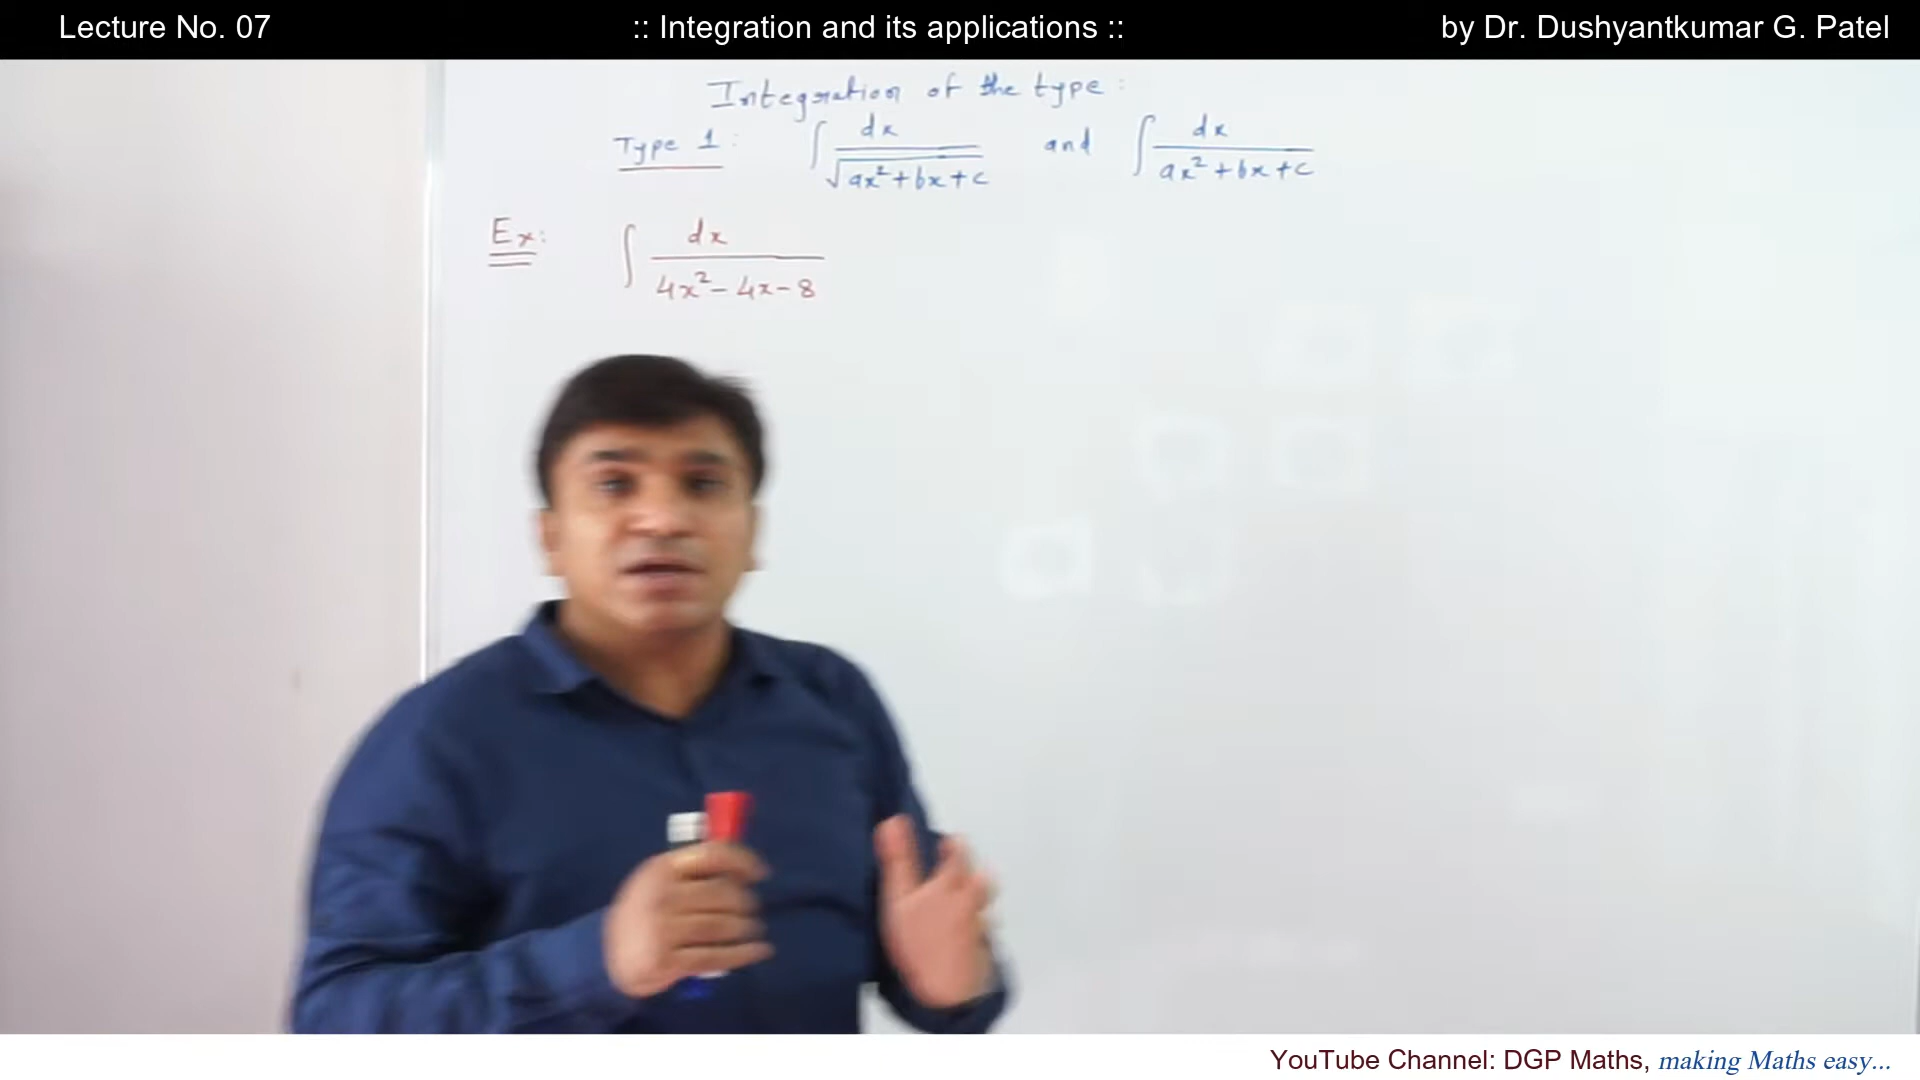 Lecture No. 07 :: Integration and its applications :: by Dr. Dushyantkumar G. Patel
Integration of the type:
Type 1: ∫ dx / √(ax²+bx+c) and ∫ dx / (ax²+bx+c)
Ex: ∫ dx / (4x²-4x-8)
YouTube Channel: DGP Maths, making Maths easy...